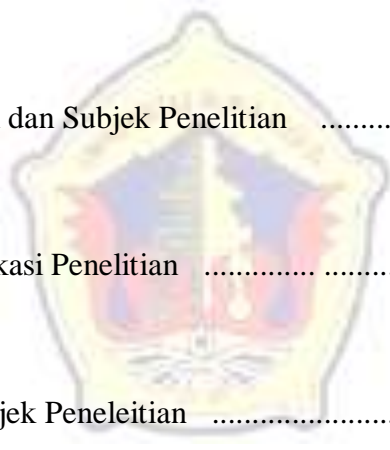 dan Subjek Penelitian .........
kasi Penelitian ............. .........
jek Peneleitian .....................